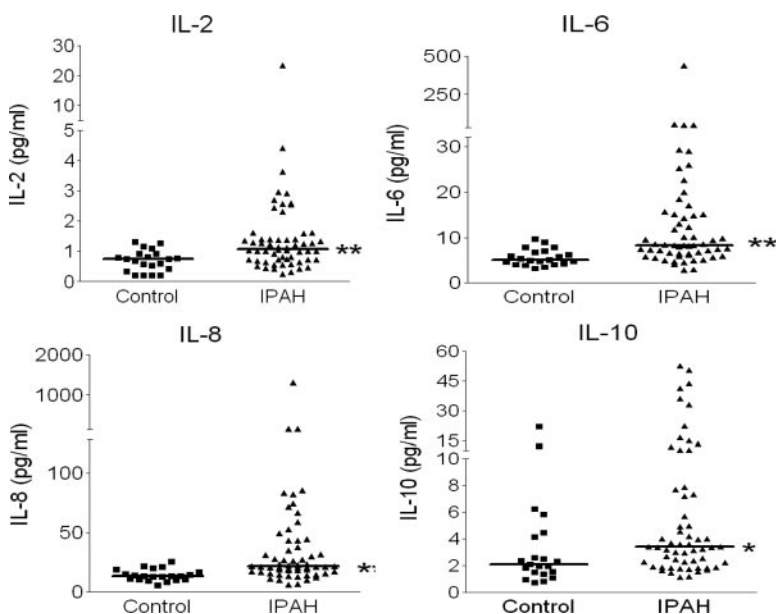 IL-2
30
20
10
5
4
3
2
1
0
IL-2 (pg/ml)
**
Control IPAH
IL-6
500
250
30
20
10
0
IL-6 (pg/ml)
**
Control IPAH
IL-8
2000
1000
100
50
0
IL-8 (pg/ml)
*
Control IPAH
IL-10
60
45
30
15
10
8
6
4
2
0
IL-10 (pg/ml)
*
Control IPAH